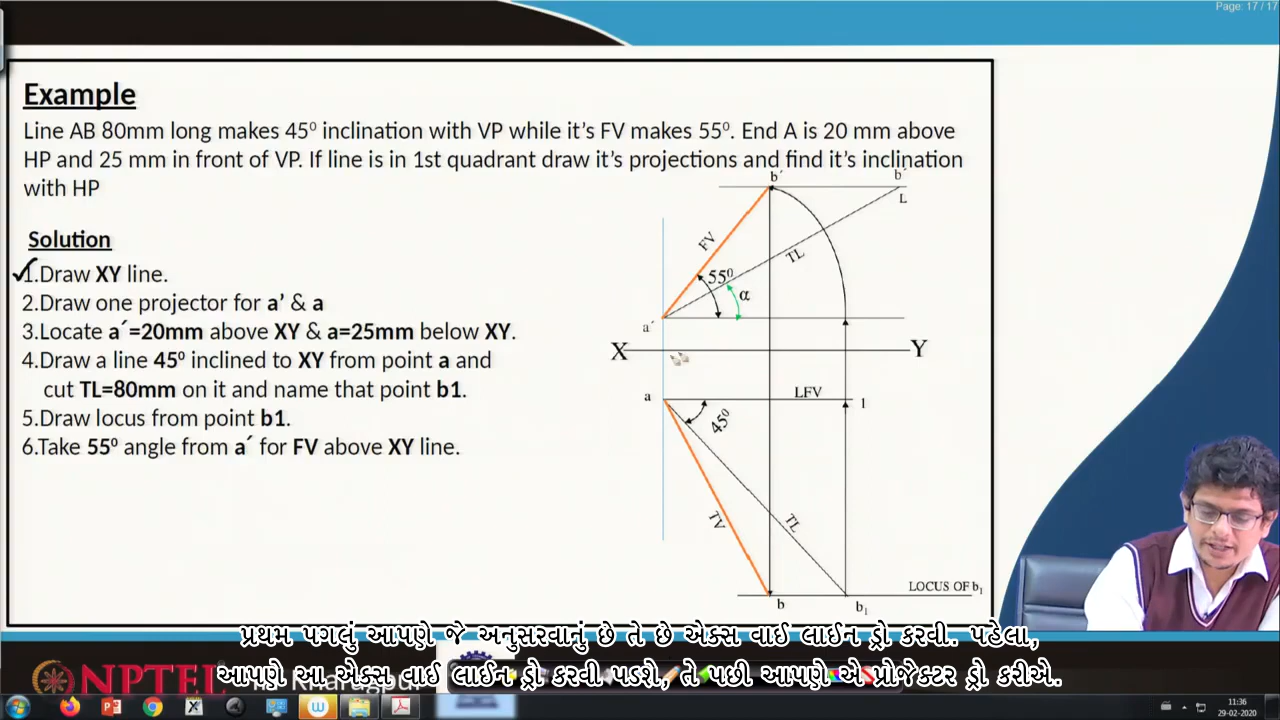 Page: 17 / 17
Example
Line AB 80mm long makes 45⁰ inclination with VP while it's FV makes 55⁰. End A is 20 mm above
HP and 25 mm in front of VP. If line is in 1st quadrant draw it's projections and find it's inclination
with HP
Solution
1.Draw XY line.
2.Draw one projector for a' & a
3.Locate a´=20mm above XY & a=25mm below XY.
4.Draw a line 45⁰ inclined to XY from point a and
cut TL=80mm on it and name that point b1.
5.Draw locus from point b1.
6.Take 55⁰ angle from a´ for FV above XY line.
b´
b
L
FV
TL
55⁰
α
a´
X
Y
a
LFV
1
45⁰
TV
TL
LOCUS OF b₁
b
b₁
પ્રથમ પગલું આપણે જે અનુસરવાનું છે તે છે એક્સ વાઈ લાઈન ડ્રો કરવી. પહેલા,
આપણે આ એક્સ વાઈ લાઈન ડ્રો કરવી પડશે, તે પછી આપણે એ પ્રોજેક્ટર ડ્રો કરીએ.
NPTEL
11:36
29-02-2020